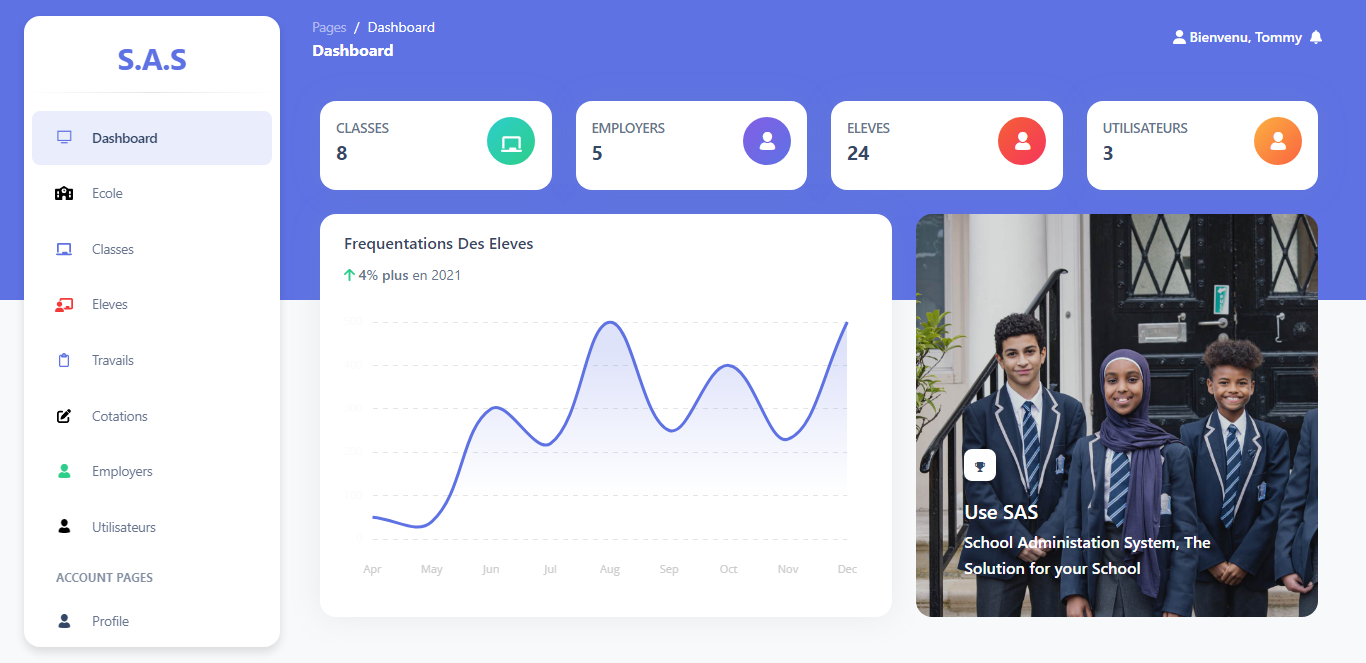 S.A.S
Dashboard
Ecole
Classes
Eleves
Travails
Cotations
Employers
Utilisateurs
ACCOUNT PAGES
Profile
Pages / Dashboard
Dashboard
Bienvenu, Tommy
CLASSES
8
EMPLOYERS
5
ELEVES
24
UTILISATEURS
3
Frequentations Des Eleves
4% plus en 2021
Apr May Jun Jul Aug Sep Oct Nov Dec
Use SAS
School Administation System, The
Solution for your School